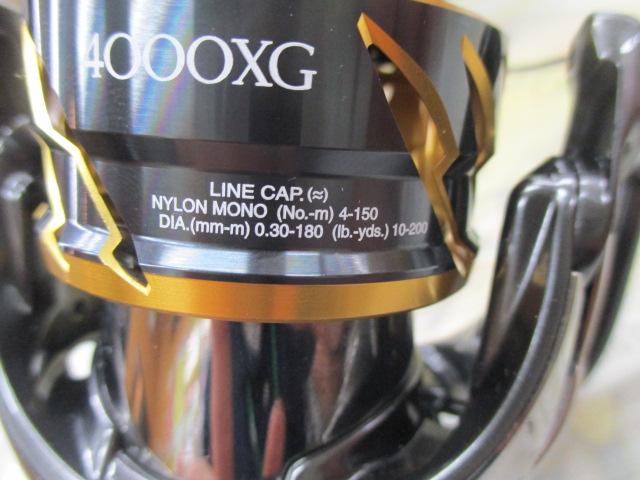 4000XG
LINE CAP.(≈)
NYLON MONO (No.-m) 4-150
DIA.(mm-m) 0.30-180 (lb.-yds.) 10-200